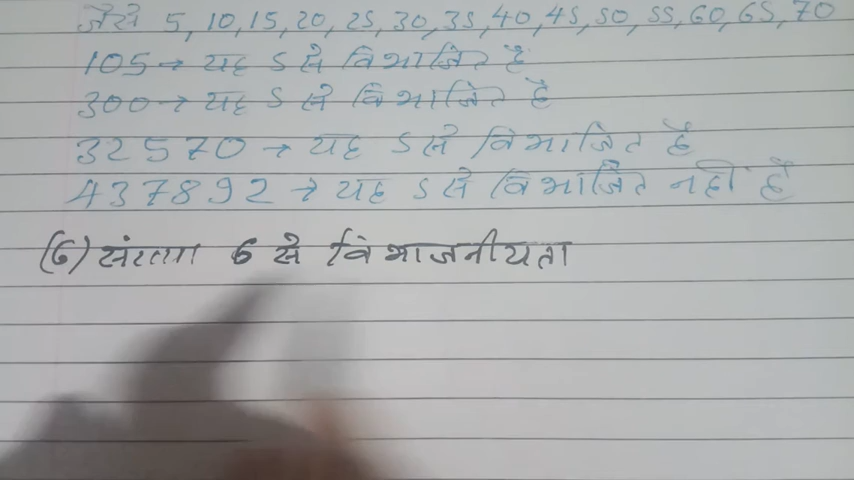 जैसे 5, 10, 15, 20, 25, 30, 35, 40, 45, 50, 55, 60, 65, 70
105 → यह 5 से विभाजित है
300 → यह 5 से विभाजित है
32570 → यह 5 से विभाजित है
437892 → यह 5 से विभाजित नहीं है
(6) संख्या 6 से विभाजनीयता